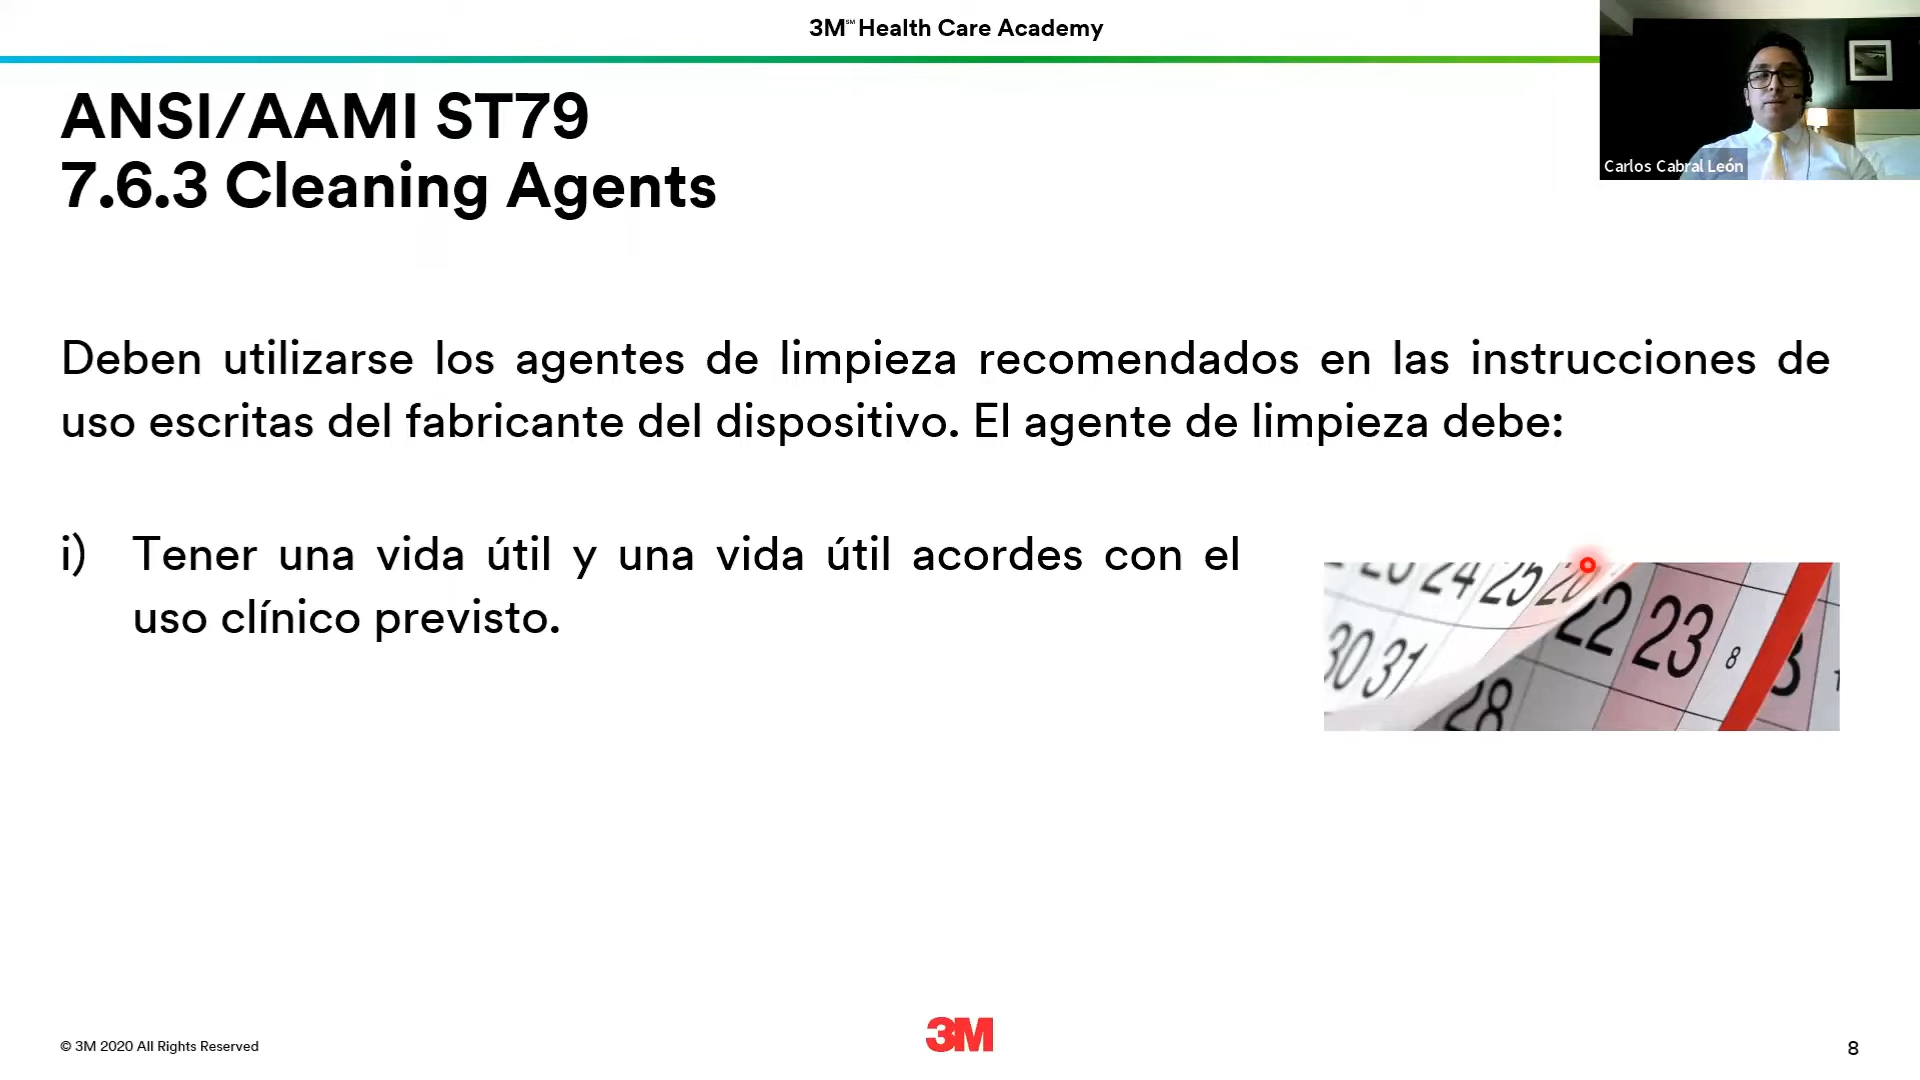 3M℠ Health Care Academy
Carlos Cabral León
ANSI/AAMI ST79
7.6.3 Cleaning Agents
Deben utilizarse los agentes de limpieza recomendados en las instrucciones de
uso escritas del fabricante del dispositivo. El agente de limpieza debe:
i) Tener una vida útil y una vida útil acordes con el
uso clínico previsto.
24 25 26
22 23 8
30 31
28
© 3M 2020 All Rights Reserved
3M
8